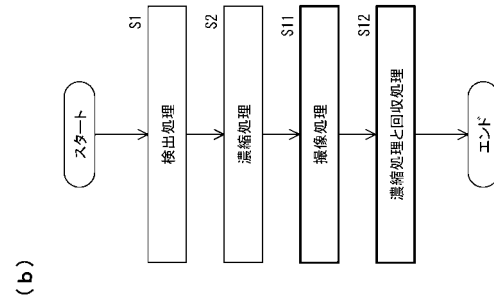 (b)
スタート
検出処理 S1
濃縮処理 S2
撮像処理 S11
濃縮処理と回収処理 S12
エンド